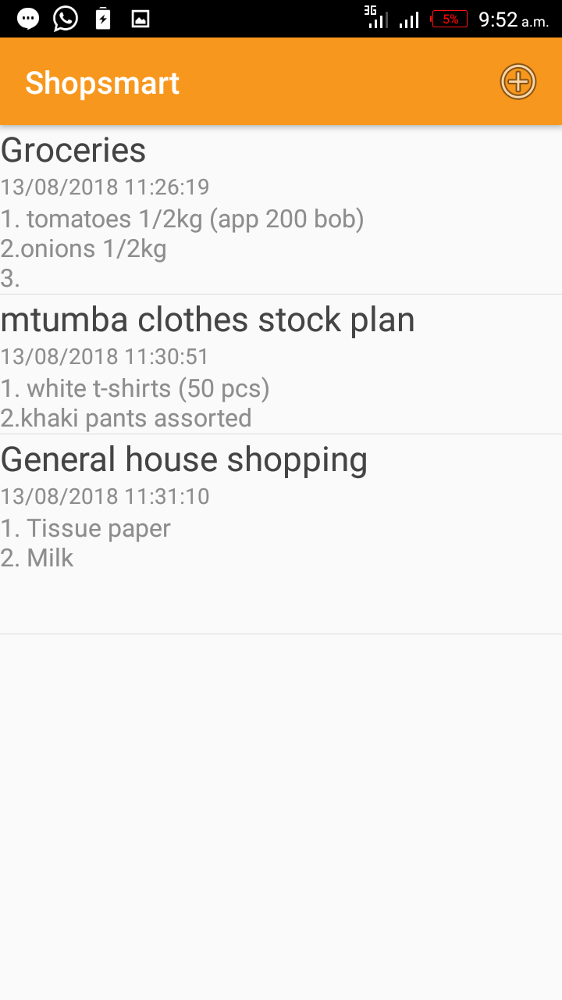 3G 5% 9:52 a.m.
Shopsmart
Groceries
13/08/2018 11:26:19
1. tomatoes 1/2kg (app 200 bob)
2.onions 1/2kg
3.
mtumba clothes stock plan
13/08/2018 11:30:51
1. white t-shirts (50 pcs)
2.khaki pants assorted
General house shopping
13/08/2018 11:31:10
1. Tissue paper
2. Milk